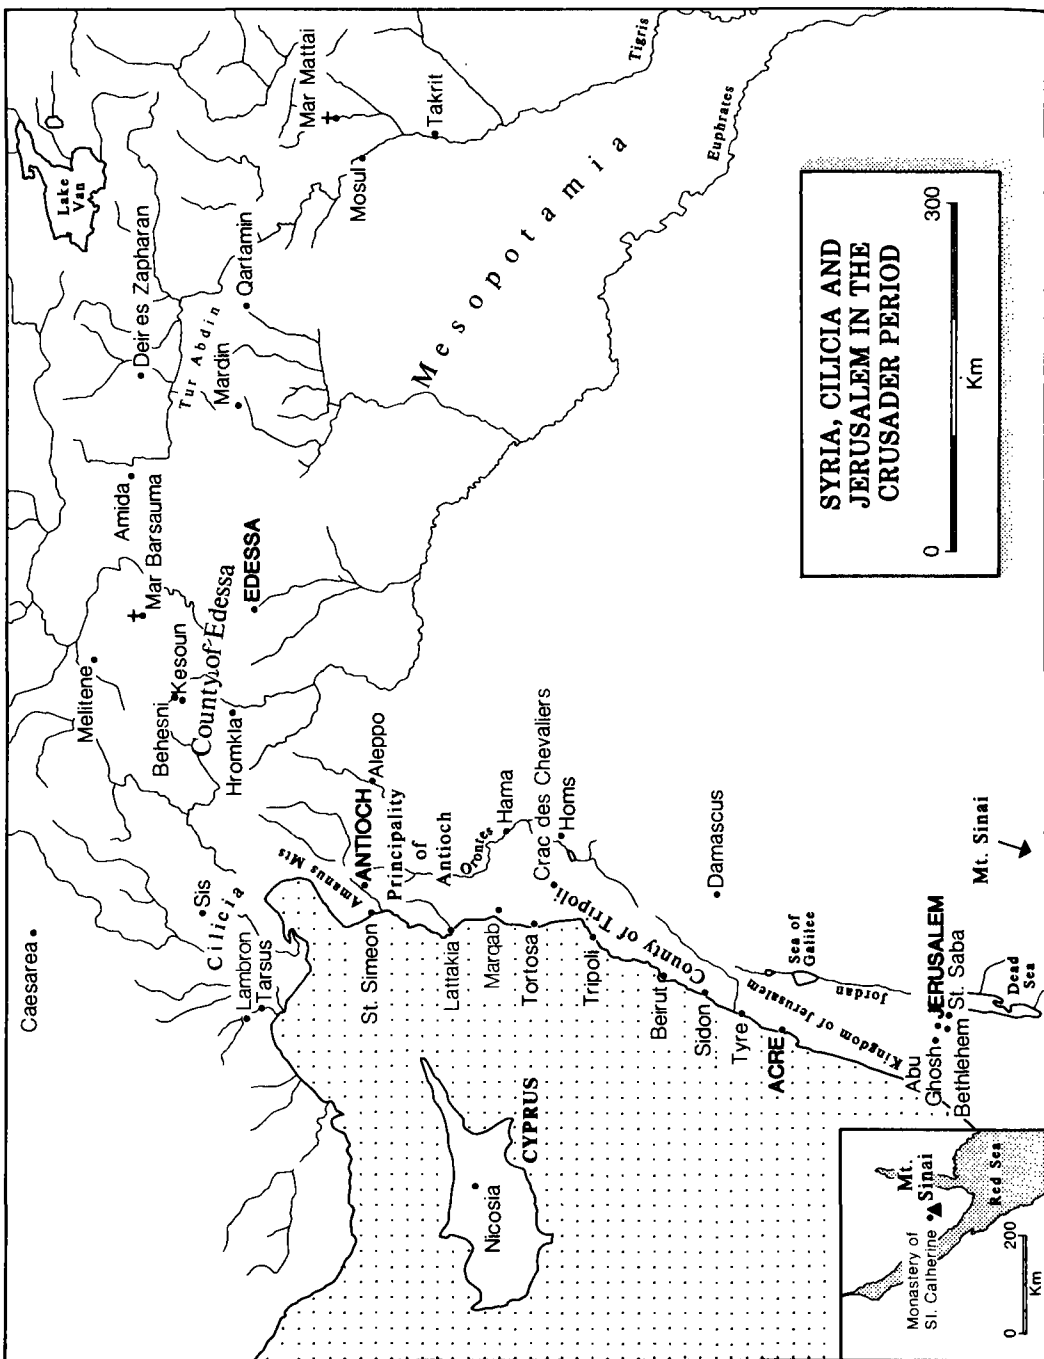 SYRIA, CILICIA AND
JERUSALEM IN THE
CRUSADER PERIOD
0
300
Km
Caesarea
Melitene
Lake
Van
Deir es Zapharan
Amida
Mar Barsauma
Tur Abdin
Qartamin
Mardin
Mar Mattai
Mosul
Takrit
Tigris
Euphrates
Mesopotamia
Behesni
Kesoun
County of Edessa
EDESSA
Hromkla
Sis
Cilicia
Lambron
Tarsus
Amanus Mts
ANTIOCH
Aleppo
Principality
of
Antioch
St. Simeon
Lattakia
Orontes
Hama
Marqab
Crac des Chevaliers
Homs
Tortosa
County of Tripoli
Tripoli
CYPRUS
Nicosia
Beirut
Sidon
Damascus
Tyre
ACRE
Kingdom of Jerusalem
Sea of
Galilee
Jordan
Abu
Ghosh
JERUSALEM
Bethlehem
St. Saba
Dead
Sea
Mt. Sinai
Monastery of
St. Catherine
Mt.
Sinai
Red Sea
0
200
Km